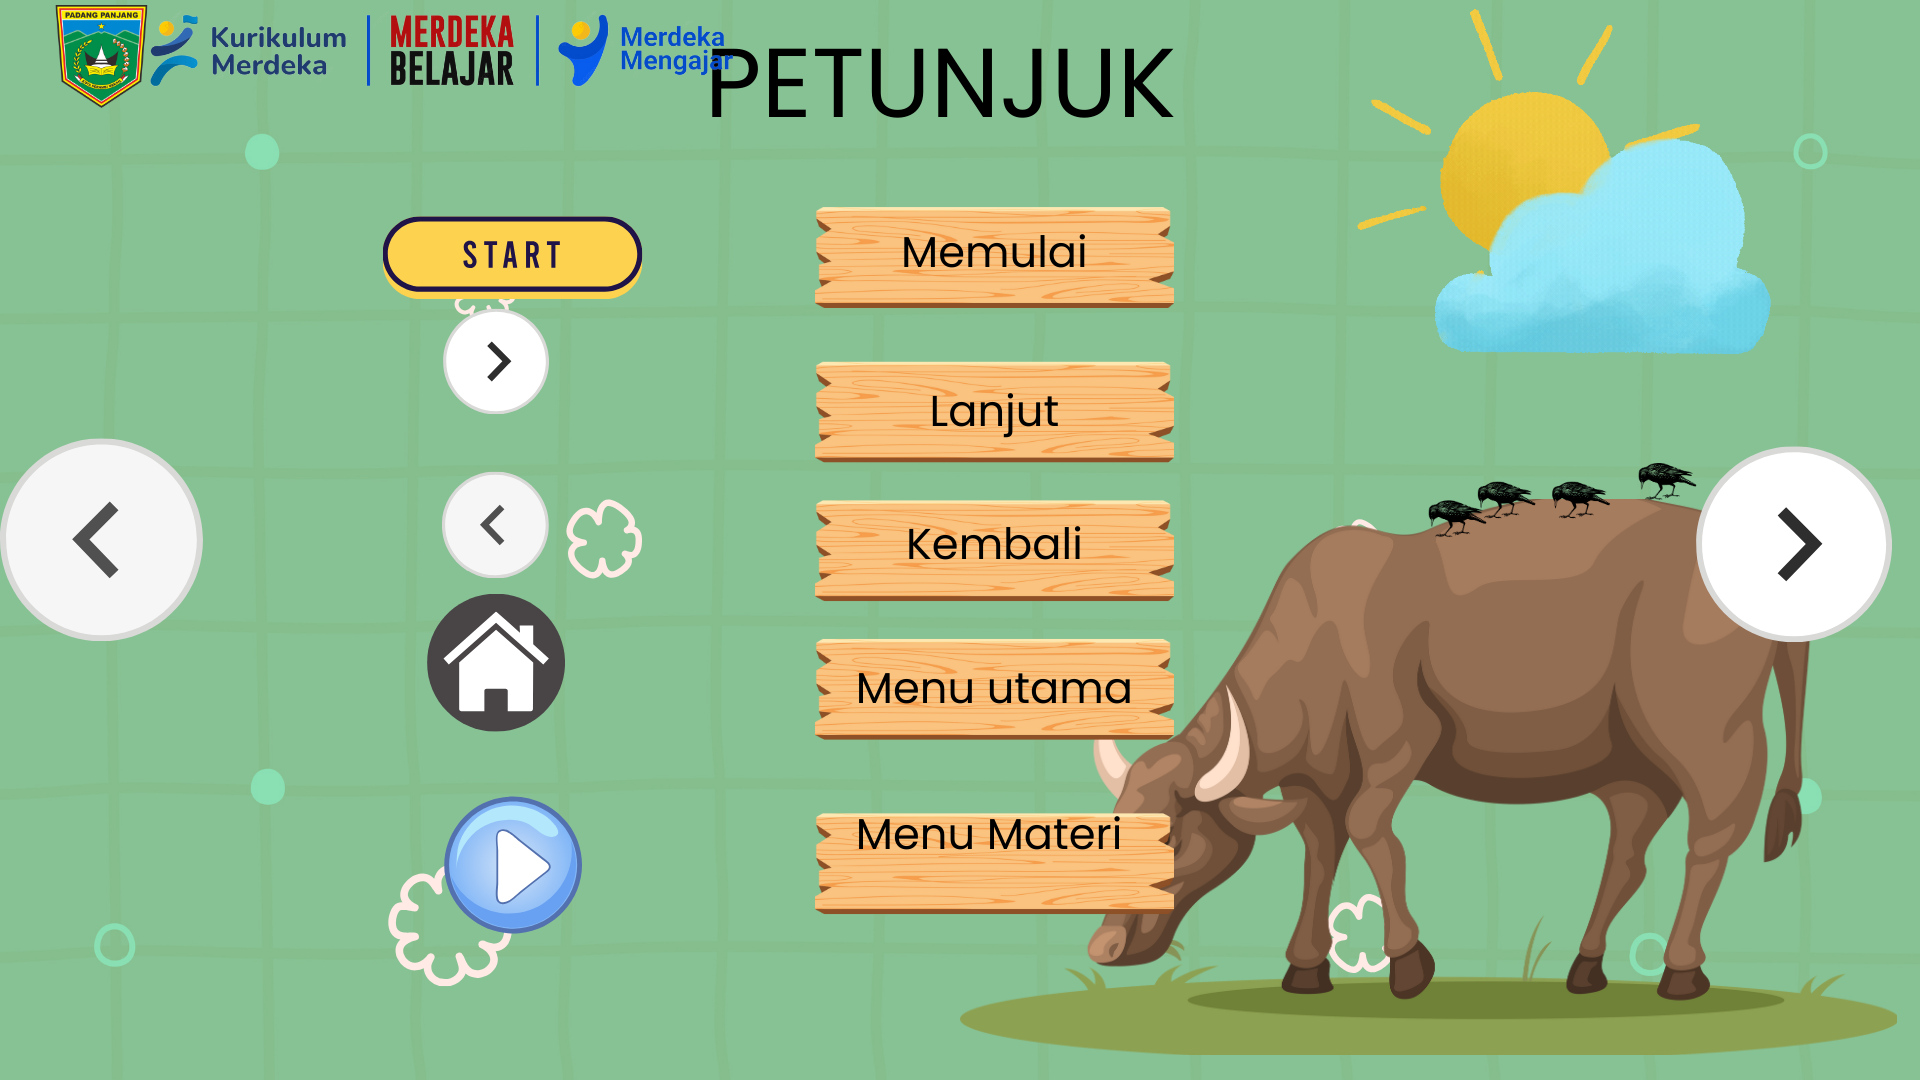 PADANG PANJANG
Kurikulum
Merdeka
MERDEKA
BELAJAR
Merdeka
Mengajar
PETUNJUK
START
Memulai
Lanjut
Kembali
Menu utama
Menu Materi